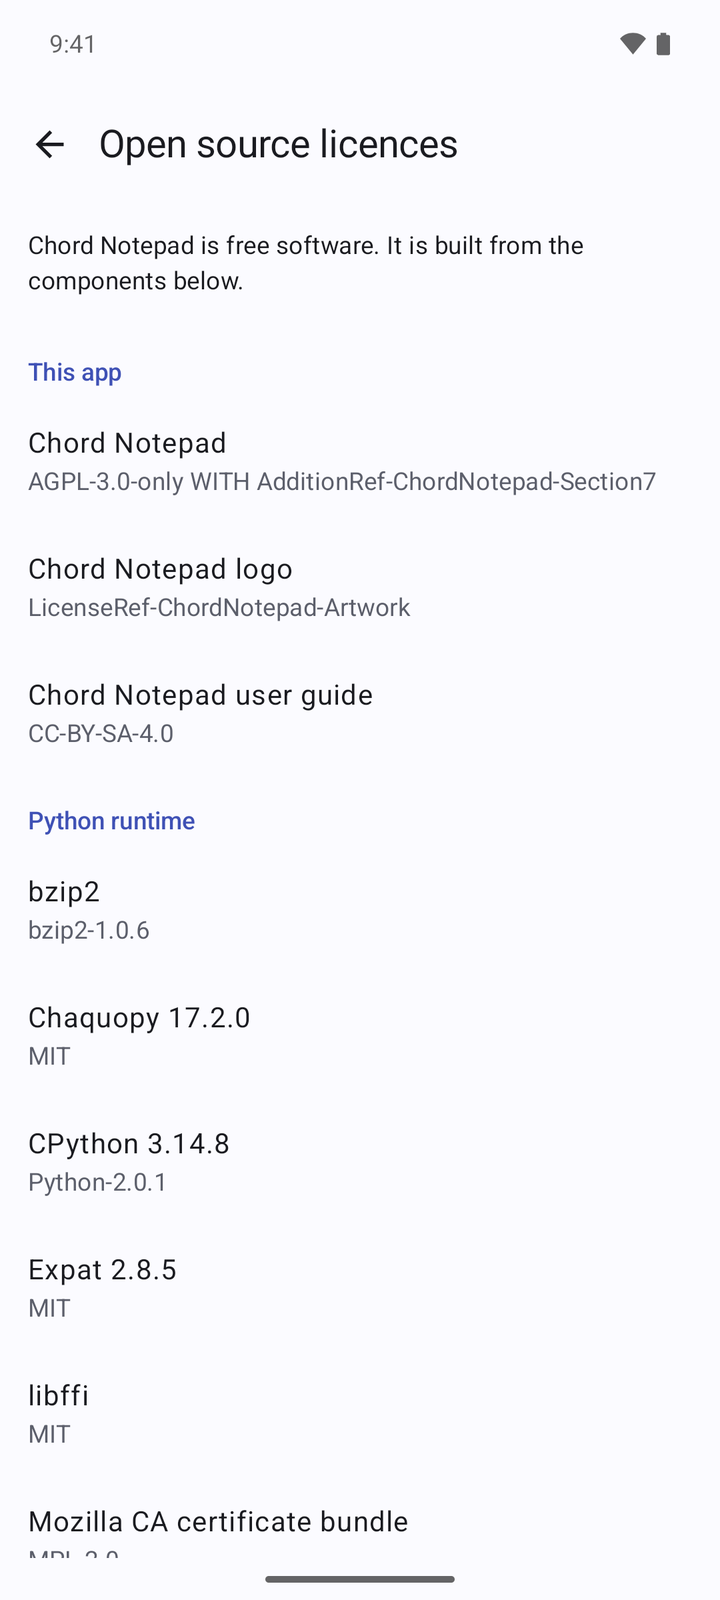 9:41
Open source licences
Chord Notepad is free software. It is built from the
components below.
This app
Chord Notepad
AGPL-3.0-only WITH AdditionRef-ChordNotepad-Section7
Chord Notepad logo
LicenseRef-ChordNotepad-Artwork
Chord Notepad user guide
CC-BY-SA-4.0
Python runtime
bzip2
bzip2-1.0.6
Chaquopy 17.2.0
MIT
CPython 3.14.8
Python-2.0.1
Expat 2.8.5
MIT
libffi
MIT
Mozilla CA certificate bundle
MPL-2.0